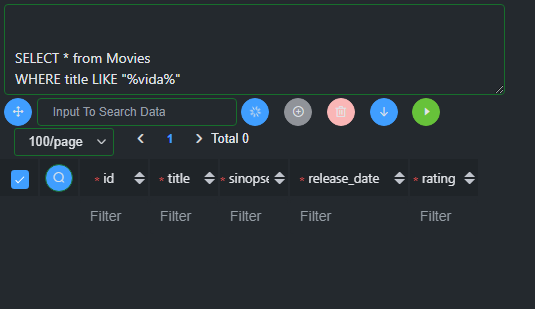 SELECT * from Movies
WHERE title LIKE "%vida%"
Input To Search Data
100/page 1 Total 0
* id * title * sinopse * release_date * rating
Filter Filter Filter Filter Filter